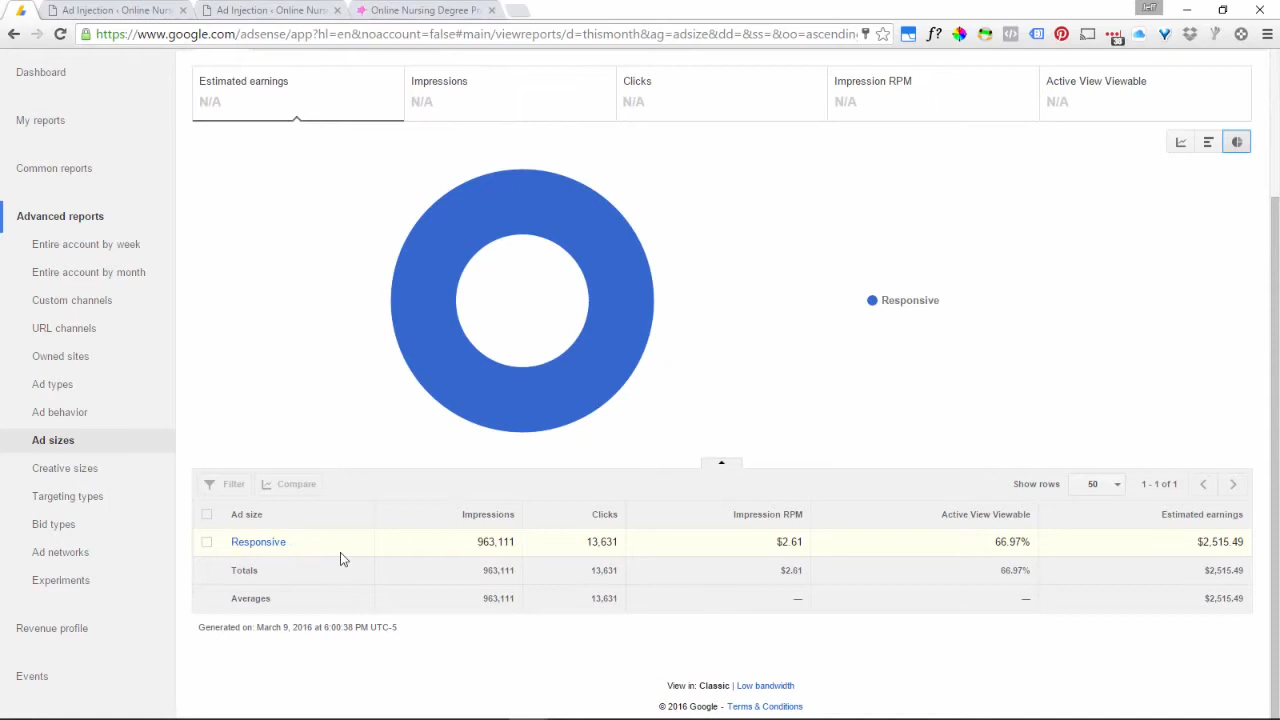 Ad Injection ‹ Online Nurs
Ad Injection ‹ Online Nurs
Online Nursing Degree Pr
https://www.google.com/adsense/app?hl=en&noaccount=false#main/viewreports/d=thismonth&ag=adsize&dd=&ss=&oo=ascendin
f?
Dashboard
My reports
Common reports
Advanced reports
Entire account by week
Entire account by month
Custom channels
URL channels
Owned sites
Ad types
Ad behavior
Ad sizes
Creative sizes
Targeting types
Bid types
Ad networks
Experiments
Revenue profile
Events
Estimated earnings Impressions Clicks Impression RPM Active View Viewable
N/A N/A N/A N/A N/A
Responsive
Filter Compare Show rows 50 1 - 1 of 1
Ad size Impressions Clicks Impression RPM Active View Viewable Estimated earnings
Responsive 963,111 13,631 $2.61 66.97% $2,515.49
Totals 963,111 13,631 $2.61 66.97% $2,515.49
Averages 963,111 13,631 — — $2,515.49
Generated on: March 9, 2016 at 6:00:38 PM UTC-5
View in: Classic | Low bandwidth
© 2016 Google - Terms & Conditions